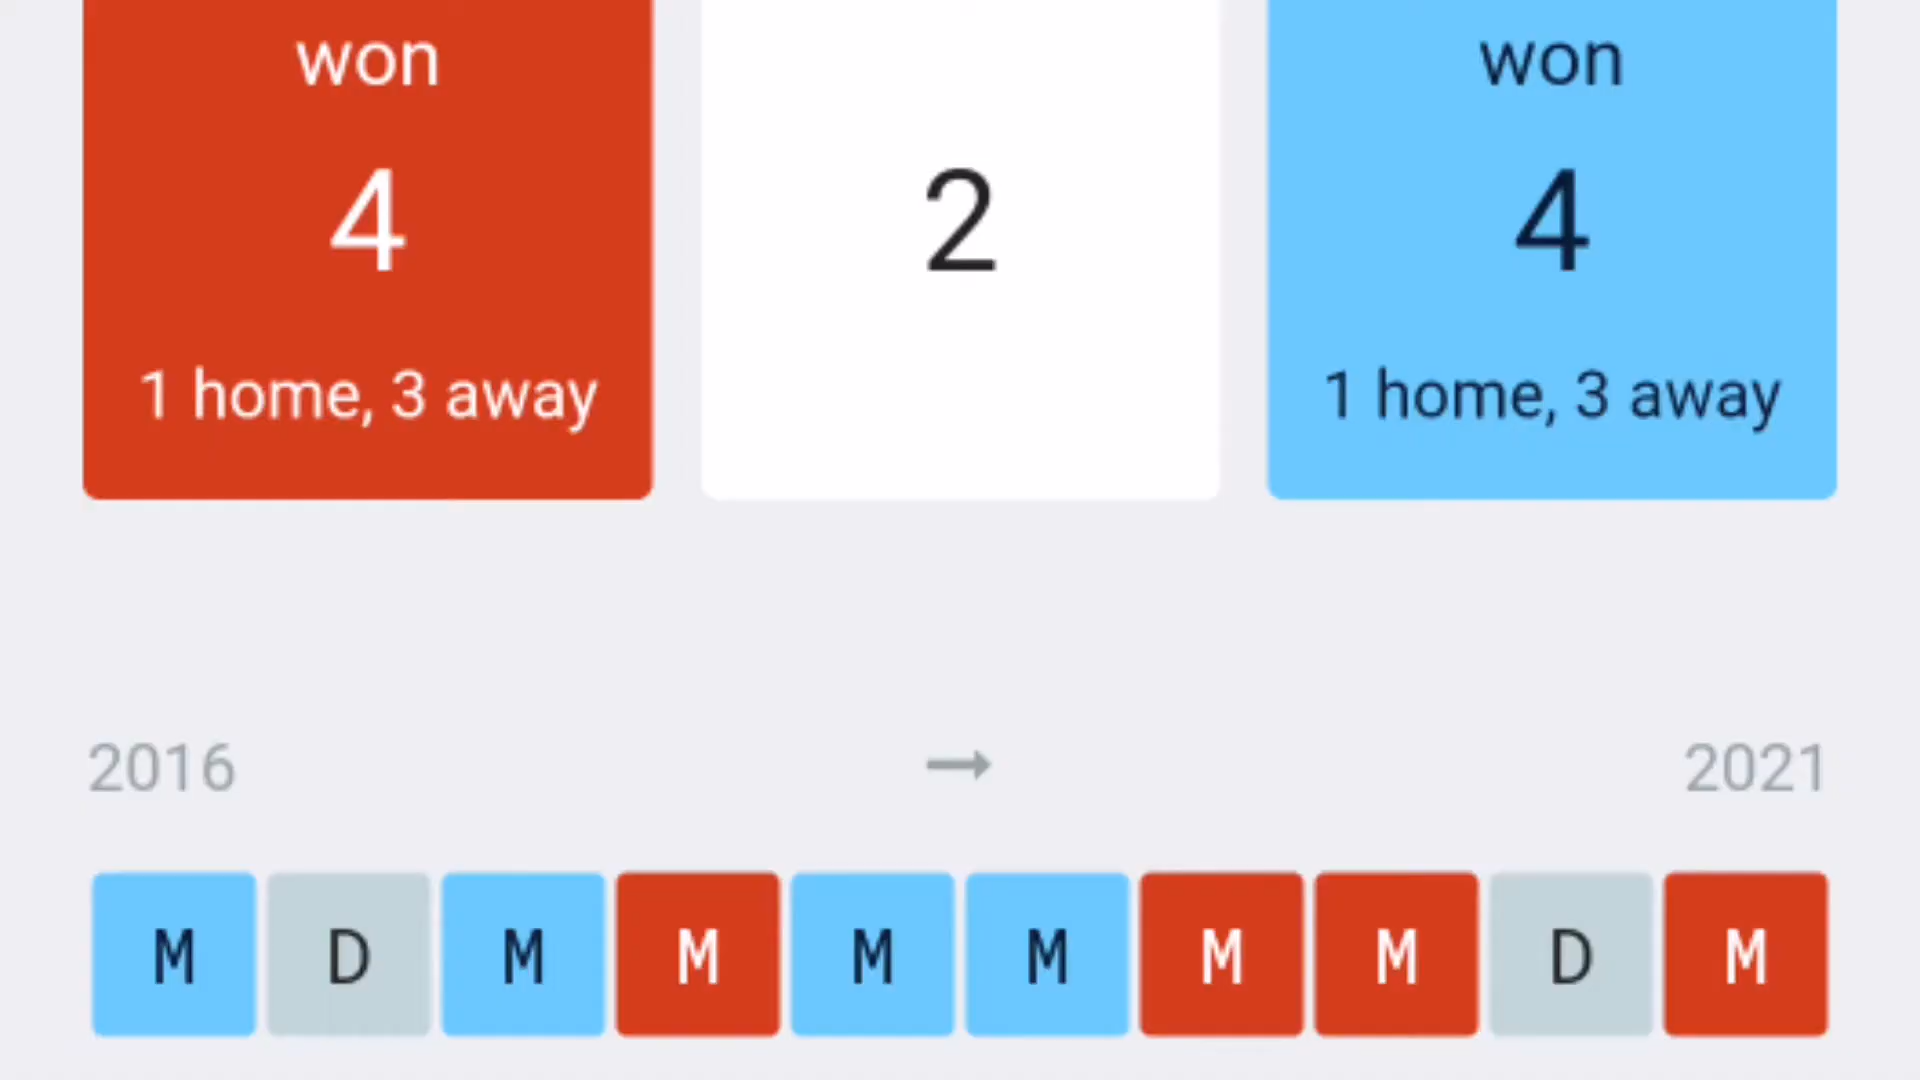 won won
4 2 4
1 home, 3 away 1 home, 3 away
2016 → 2021
M D M M M M M M D M